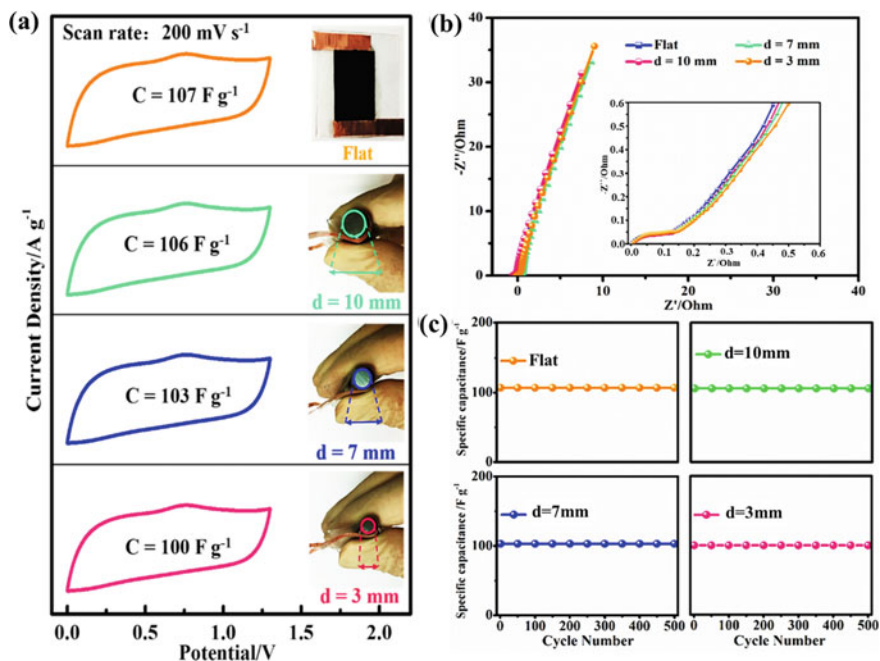 (a)
Scan rate: 200 mV s-1
C = 107 F g-1
Flat
C = 106 F g-1
d = 10 mm
C = 103 F g-1
d = 7 mm
C = 100 F g-1
d = 3 mm
Current Density/A g-1
0.0 0.5 1.0 1.5 2.0
Potential/V
(b)
Flat d = 7 mm
d = 10 mm d = 3 mm
40
35
30
25
20
15
10
5
0
0 10 20 30 40
-Z''/Ohm
Z'/Ohm
0.6
0.5
0.4
0.3
0.2
0.1
0.0
0.0 0.1 0.2 0.3 0.4 0.5 0.6
-Z''/Ohm
Z'/Ohm
(c)
200
100
0
Specific capacitance/F g-1
Flat
d=10mm
200
100
0
Specific capacitance /F g-1
d=7mm
d=3mm
0 100 200 300 400 500 0 100 200 300 400 500
Cycle Number Cycle Number